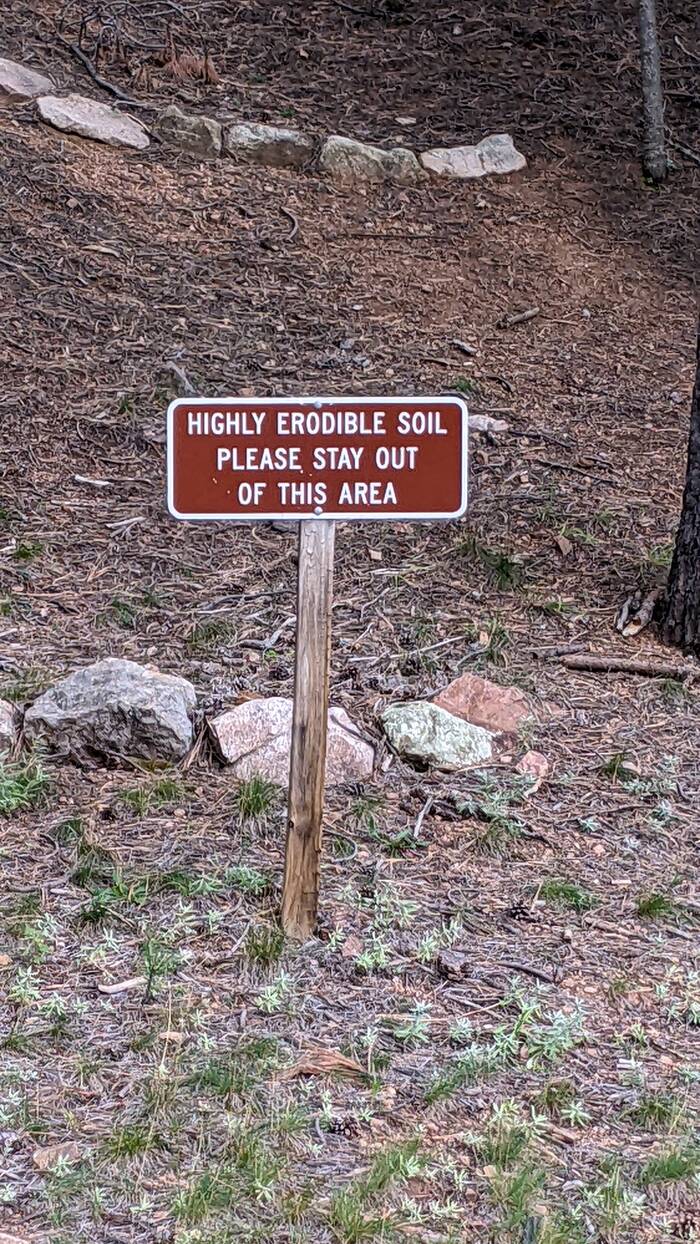 HIGHLY ERODIBLE SOIL
PLEASE STAY OUT
OF THIS AREA